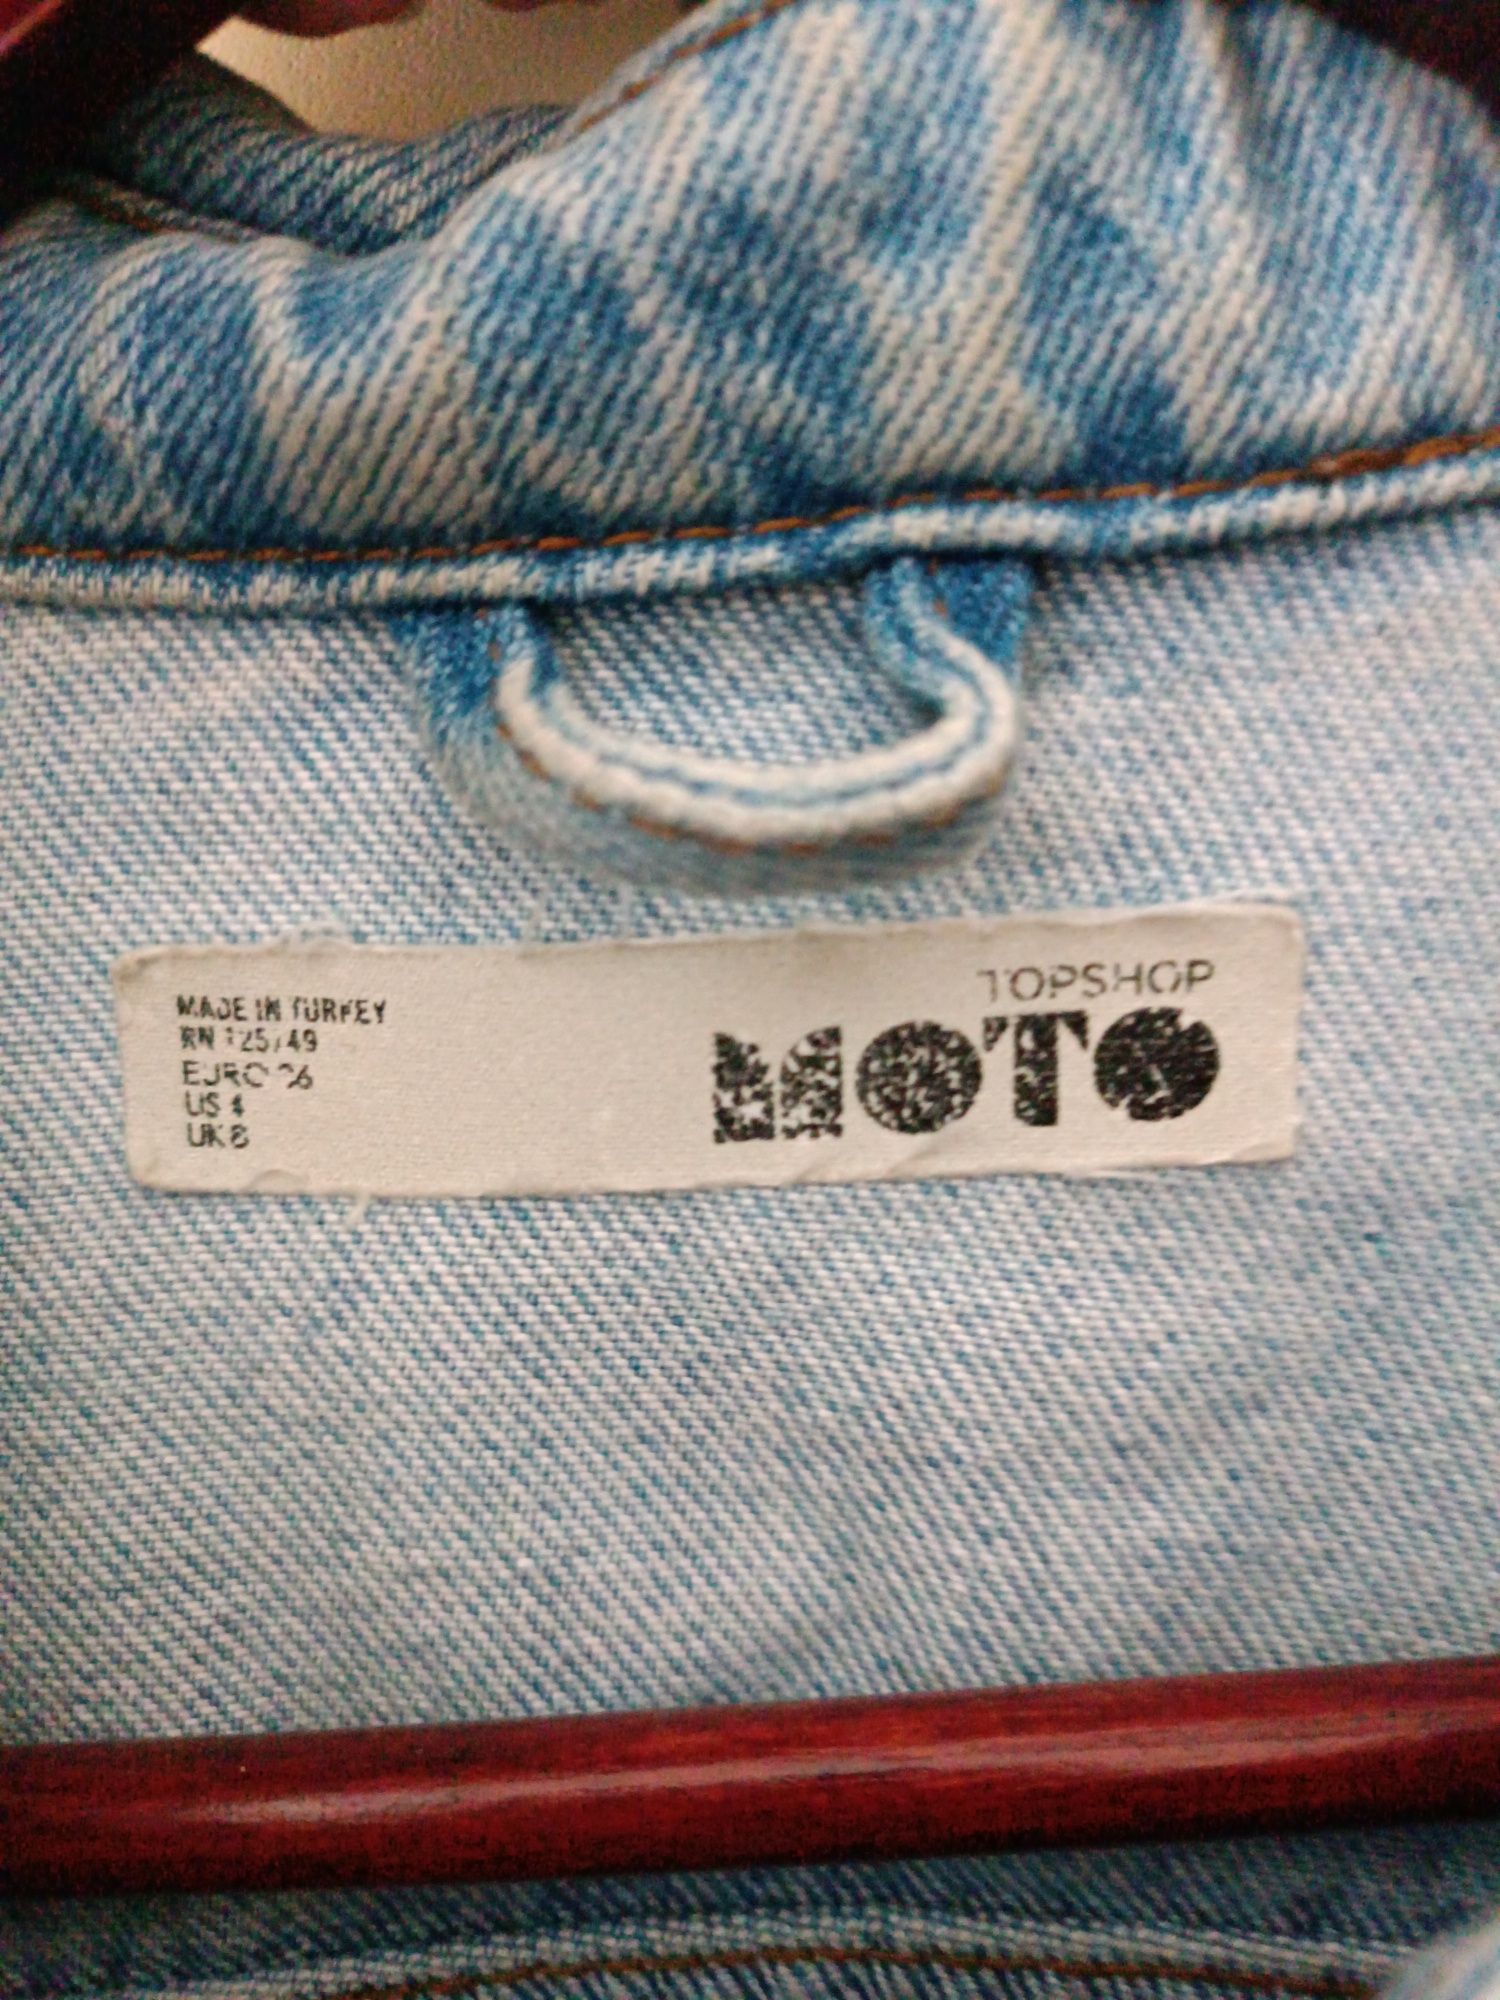 MADE IN TURKEY
RN 125749
EURO 36
US 4
UK 8
TOPSHOP
MOTO